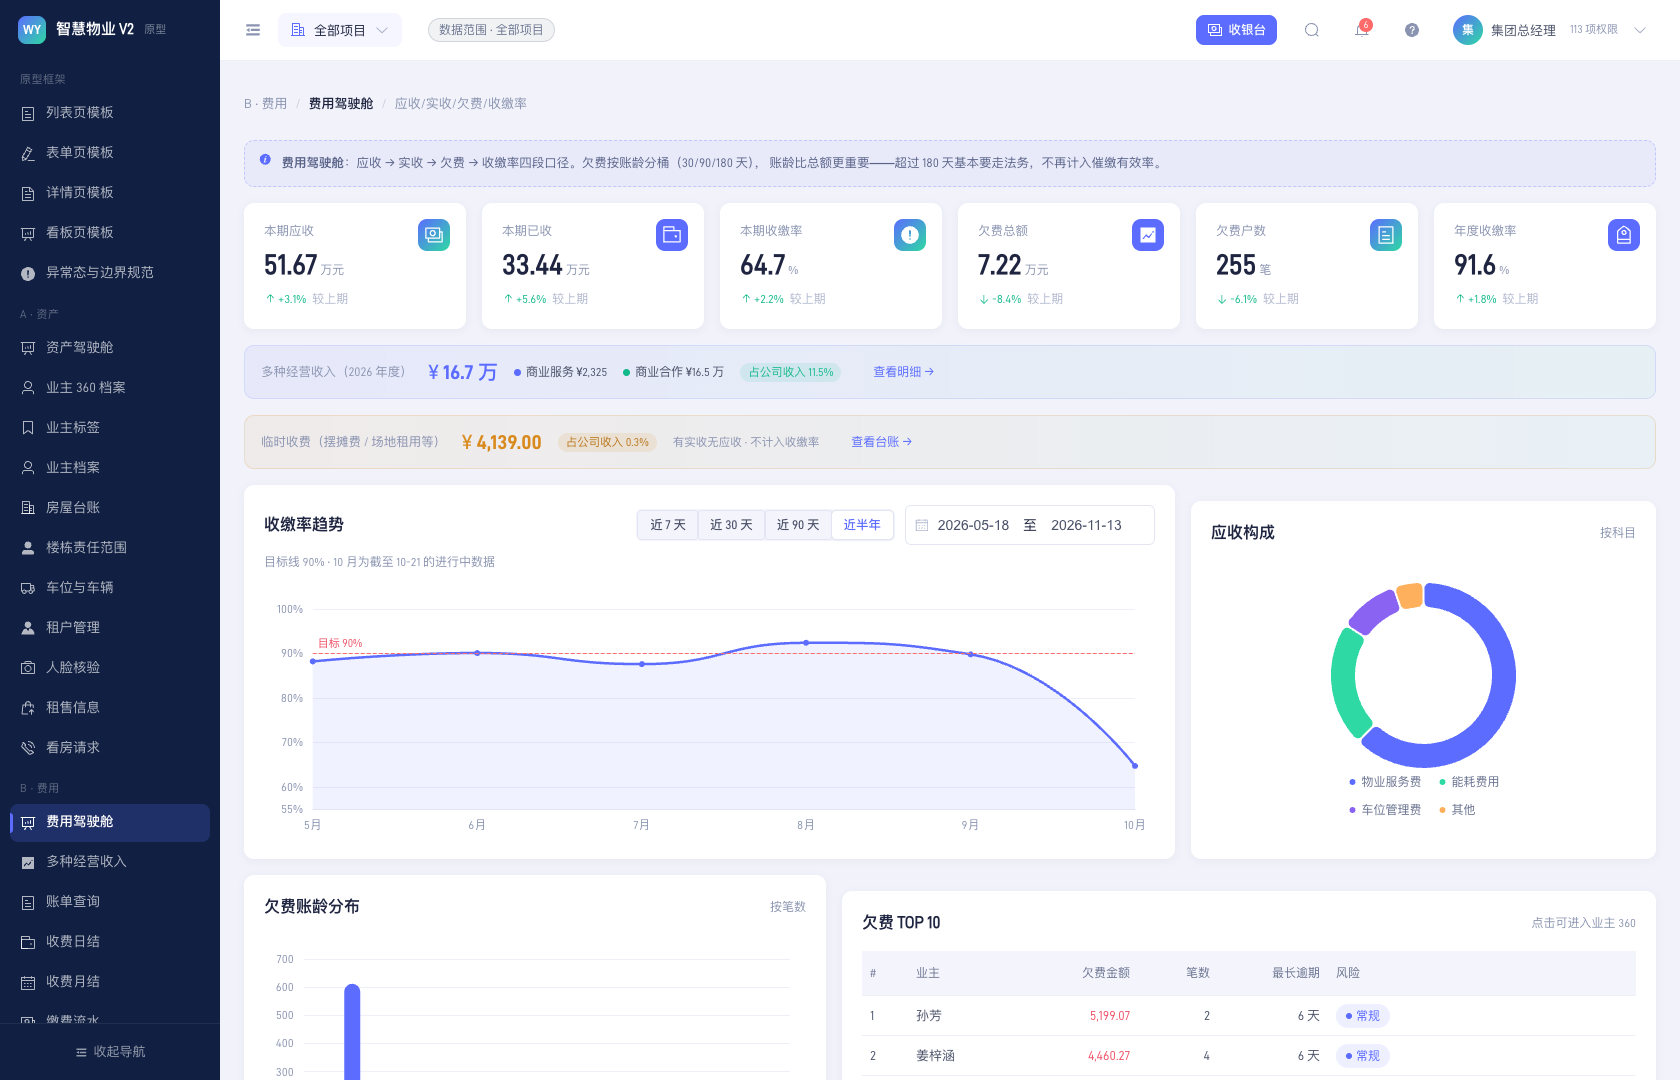 WY 智慧物业 V2 原型
原型框架
列表页模板
表单页模板
详情页模板
看板页模板
异常态与边界规范
A · 资产
资产驾驶舱
业主 360 档案
业主标签
业主档案
房屋台账
楼栋责任范围
车位与车辆
租户管理
人脸核验
租售信息
看房请求
B · 费用
费用驾驶舱
多种经营收入
账单查询
收费日结
收费月结
缴费流水
收起导航
全部项目
数据范围 · 全部项目
收银台
6
集 集团总经理 113 项权限
B · 费用 / 费用驾驶舱 / 应收/实收/欠费/收缴率
费用驾驶舱：应收 → 实收 → 欠费 → 收缴率四段口径。欠费按账龄分桶（30/90/180 天）， 账龄比总额更重要——超过 180 天基本要走法务，不再计入催缴有效率。
本期应收
51.67 万元
↑ +3.1% 较上期
本期已收
33.44 万元
↑ +5.6% 较上期
本期收缴率
64.7 %
↑ +2.2% 较上期
欠费总额
7.22 万元
↓ -8.4% 较上期
欠费户数
255 笔
↓ -6.1% 较上期
年度收缴率
91.6 %
↑ +1.8% 较上期
多种经营收入（2026 年度） ¥ 16.7 万 商业服务 ¥2,325 商业合作 ¥16.5 万 占公司收入 11.5% 查看明细 →
临时收费（摆摊费 / 场地租用等） ¥ 4,139.00 占公司收入 0.3% 有实收无应收 · 不计入收缴率 查看台账 →
收缴率趋势
近 7 天 近 30 天 近 90 天 近半年
2026-05-18 至 2026-11-13
目标线 90% · 10 月为截至 10-21 的进行中数据
100%
目标 90%
90%
80%
70%
60%
55%
5月 6月 7月 8月 9月 10月
应收构成 按科目
物业服务费 能耗费用
车位管理费 其他
欠费账龄分布 按笔数
700
600
500
400
300
欠费 TOP 10 点击可进入业主 360
# 业主 欠费金额 笔数 最长逾期 风险
1 孙芳 5,199.07 2 6 天 常规
2 姜梓涵 4,460.27 4 6 天 常规